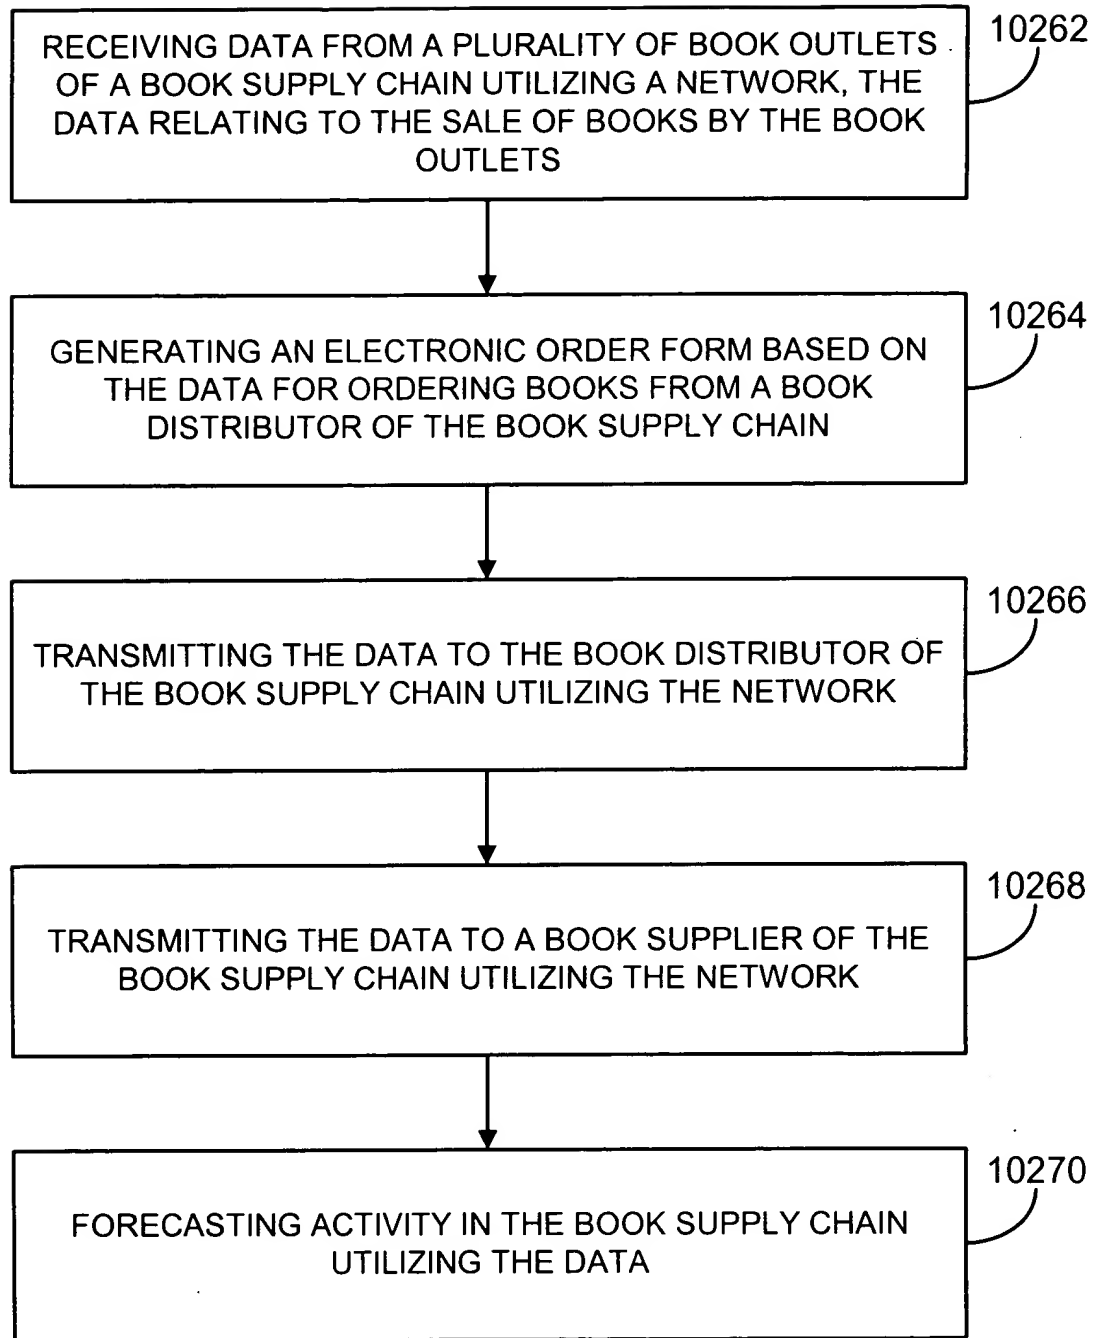 RECEIVING DATA FROM A PLURALITY OF BOOK OUTLETS
OF A BOOK SUPPLY CHAIN UTILIZING A NETWORK, THE
DATA RELATING TO THE SALE OF BOOKS BY THE BOOK
OUTLETS
10262
GENERATING AN ELECTRONIC ORDER FORM BASED ON
THE DATA FOR ORDERING BOOKS FROM A BOOK
DISTRIBUTOR OF THE BOOK SUPPLY CHAIN
10264
TRANSMITTING THE DATA TO THE BOOK DISTRIBUTOR OF
THE BOOK SUPPLY CHAIN UTILIZING THE NETWORK
10266
TRANSMITTING THE DATA TO A BOOK SUPPLIER OF THE
BOOK SUPPLY CHAIN UTILIZING THE NETWORK
10268
FORECASTING ACTIVITY IN THE BOOK SUPPLY CHAIN
UTILIZING THE DATA
10270